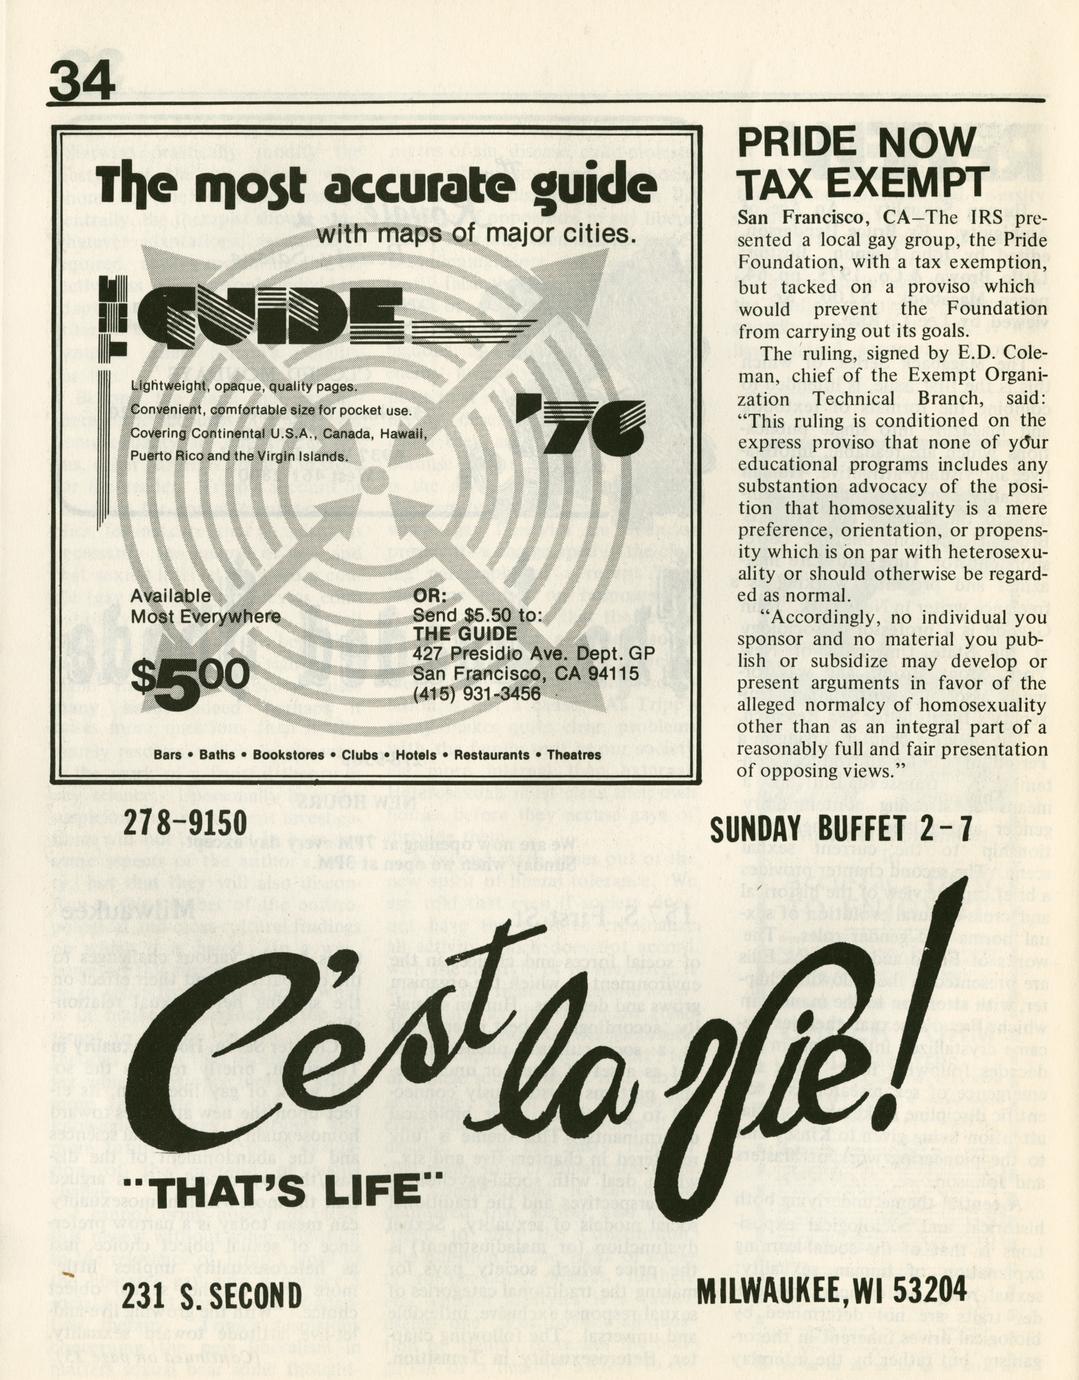 34
The most accurate guide
with maps of major cities.
THE GUIDE
'76
Lightweight, opaque, quality pages.
Convenient, comfortable size for pocket use.
Covering Continental U.S.A., Canada, Hawaii,
Puerto Rico and the Virgin Islands.
Available
Most Everywhere
$5.00
OR:
Send $5.50 to:
THE GUIDE
427 Presidio Ave. Dept. GP
San Francisco, CA 94115
(415) 931-3456
Bars • Baths • Bookstores • Clubs • Hotels • Restaurants • Theatres
PRIDE NOW
TAX EXEMPT
San Francisco, CA—The IRS pre-
sented a local gay group, the Pride
Foundation, with a tax exemption,
but tacked on a proviso which
would prevent the Foundation
from carrying out its goals.
The ruling, signed by E.D. Cole-
man, chief of the Exempt Organi-
zation Technical Branch, said:
“This ruling is conditioned on the
express proviso that none of your
educational programs includes any
substantion advocacy of the posi-
tion that homosexuality is a mere
preference, orientation, or propens-
ity which is on par with heterosexu-
ality or should otherwise be regard-
ed as normal.
“Accordingly, no individual you
sponsor and no material you pub-
lish or subsidize may develop or
present arguments in favor of the
alleged normalcy of homosexuality
other than as an integral part of a
reasonably full and fair presentation
of opposing views.”
278-9150
SUNDAY BUFFET 2-7
C'est la Vie!
"THAT'S LIFE"
231 S. SECOND
MILWAUKEE, WI 53204